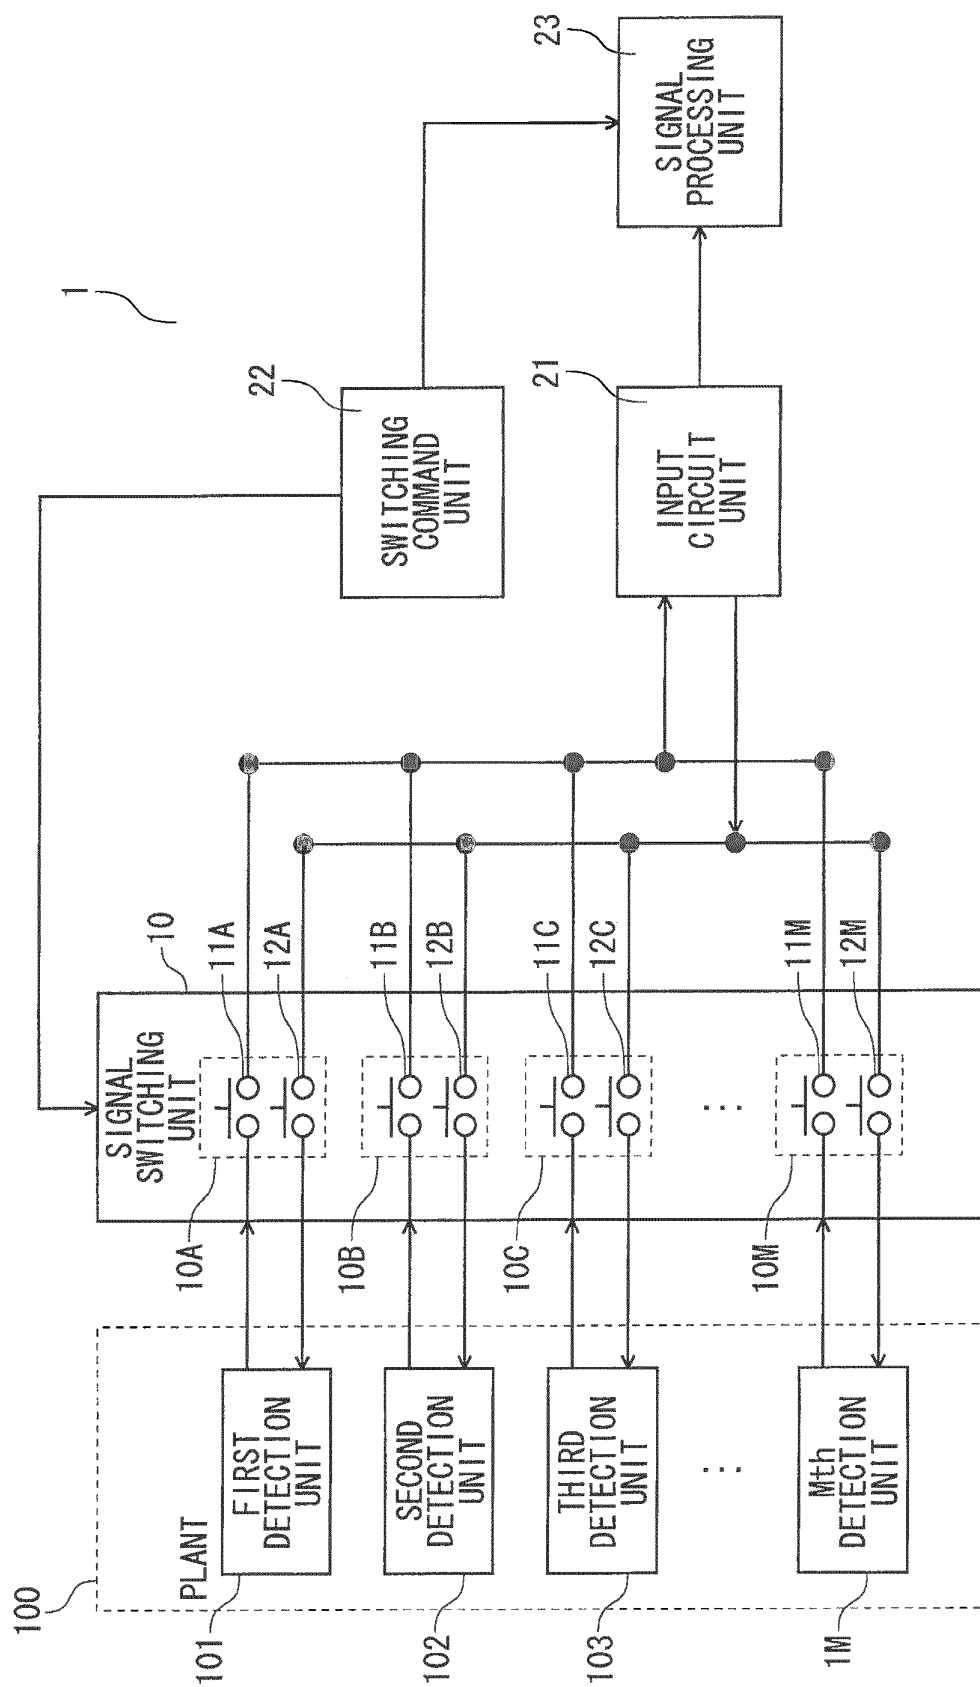 100
PLANT
101
FIRST
DETECTION
UNIT
102
SECOND
DETECTION
UNIT
103
THIRD
DETECTION
UNIT
...
1M
Mth
DETECTION
UNIT
10
SIGNAL
SWITCHING
UNIT
10A
11A
12A
10B
11B
12B
10C
11C
12C
...
10M
11M
12M
22
SWITCHING
COMMAND
UNIT
21
INPUT
CIRCUIT
UNIT
1
23
SIGNAL
PROCESSING
UNIT